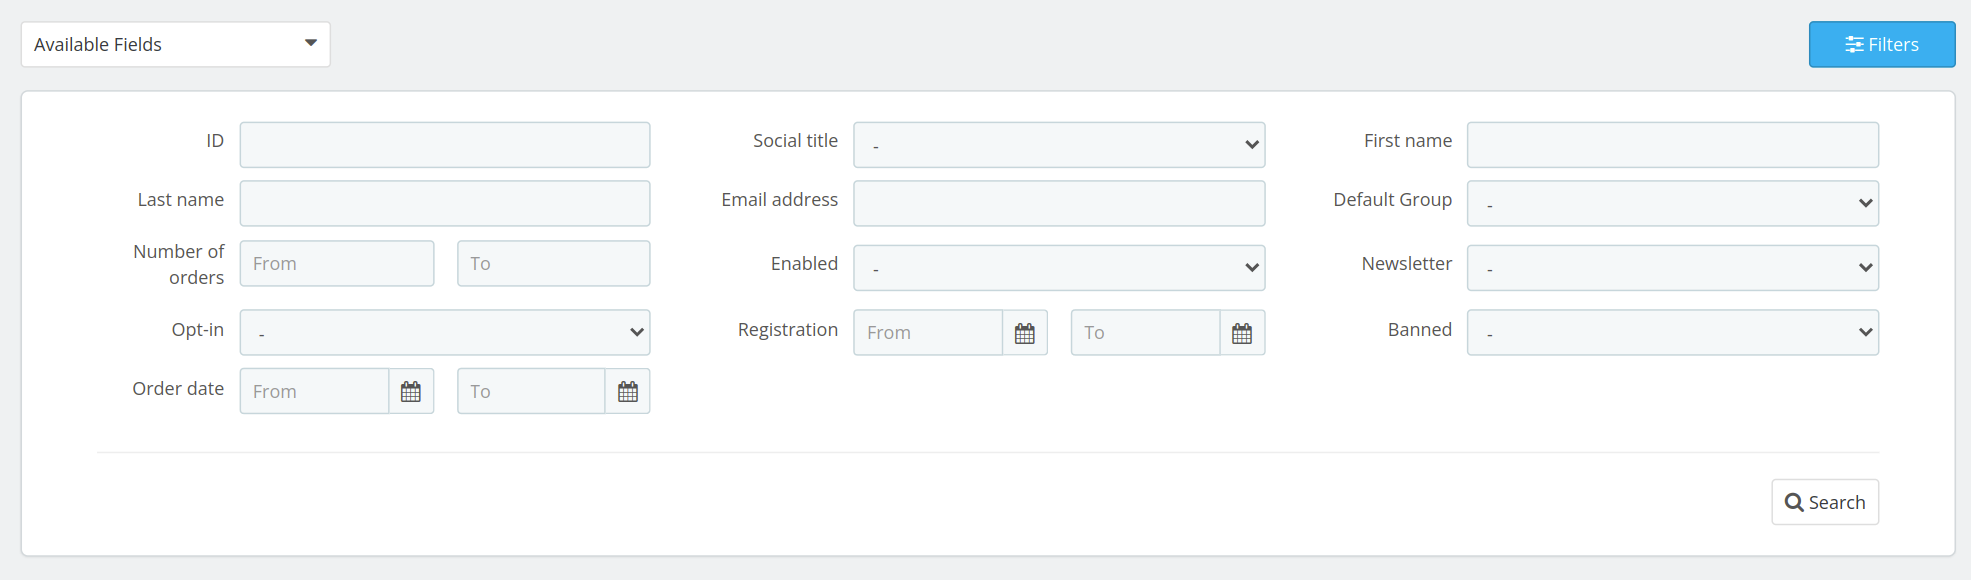 Available Fields
Filters
ID
Social title
-
First name
Last name
Email address
Default Group
-
Number of
orders
From
To
Enabled
-
Newsletter
-
Opt-in
-
Registration
From
To
Banned
-
Order date
From
To
Search